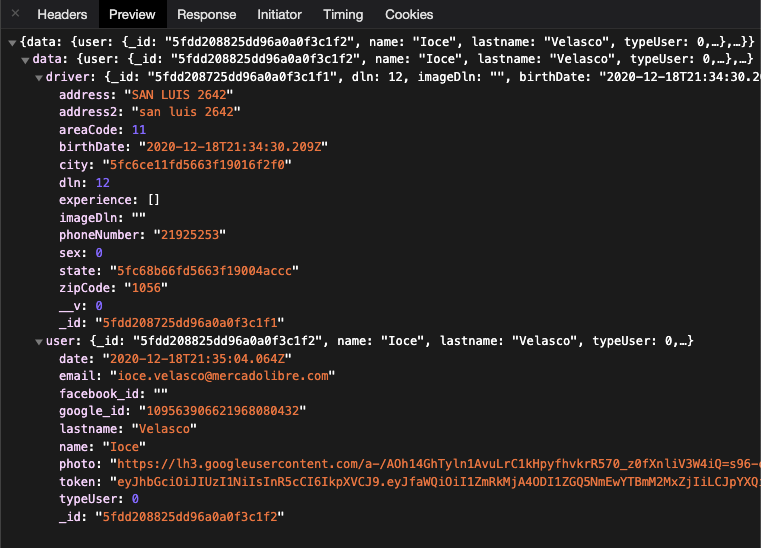 × Headers Preview Response Initiator Timing Cookies
▼{data: {user: {_id: "5fdd208825dd96a0a0f3c1f2", name: "Ioce", lastname: "Velasco", typeUser: 0,…},…}}
▼data: {user: {_id: "5fdd208825dd96a0a0f3c1f2", name: "Ioce", lastname: "Velasco", typeUser: 0,…},…}
▼driver: {_id: "5fdd208725dd96a0a0f3c1f1", dln: 12, imageDln: "", birthDate: "2020-12-18T21:34:30.20
address: "SAN LUIS 2642"
address2: "san luis 2642"
areaCode: 11
birthDate: "2020-12-18T21:34:30.209Z"
city: "5fc6ce11fd5663f19016f2f0"
dln: 12
experience: []
imageDln: ""
phoneNumber: "21925253"
sex: 0
state: "5fc68b66fd5663f19004accc"
zipCode: "1056"
__v: 0
_id: "5fdd208725dd96a0a0f3c1f1"
▼user: {_id: "5fdd208825dd96a0a0f3c1f2", name: "Ioce", lastname: "Velasco", typeUser: 0,…}
date: "2020-12-18T21:35:04.064Z"
email: "ioce.velasco@mercadolibre.com"
facebook_id: ""
google_id: "109563906621968080432"
lastname: "Velasco"
name: "Ioce"
photo: "https://lh3.googleusercontent.com/a-/AOh14GhTyln1AvuLrC1kHpyfhvkrR570_z0fXnliV3W4iQ=s96-
token: "eyJhbGciOiJIUzI1NiIsInR5cCI6IkpXVCJ9.eyJfaWQiOiI1ZmRkMjA4ODI1ZGQ5NmEwYTBmM2MxZjIiLCJpYXQi
typeUser: 0
_id: "5fdd208825dd96a0a0f3c1f2"